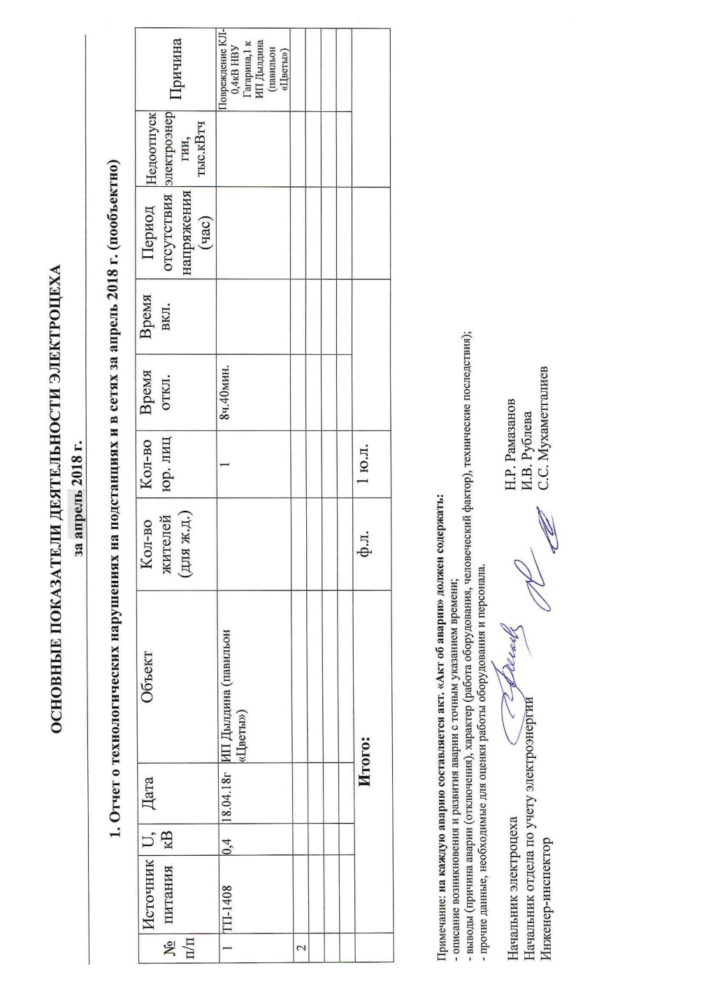 ОСНОВНЫЕ ПОКАЗАТЕЛИ ДЕЯТЕЛЬНОСТИ ЭЛЕКТРОЦЕХА
за апрель 2018 г.
1. Отчет о технологических нарушениях на подстанциях и в сетях за апрель 2018 г. (пообъектно)
№
п/п
Источник
питания
U,
кВ
Дата
Объект
Кол-во
жителей
(для ж.д.)
Кол-во
юр. лиц
Время
откл.
Время
вкл.
Период
отсутствия
напряжения
(час)
Недоотпуск
электроэнер
гии,
тыс.кВтч
Причина
1
ТП-1408
0,4
18.04.18г
ИП Дылдина (павильон
«Цветы»)
1
8ч.40мин.
Повреждение КЛ-
0,4кВ НВУ
Гагарина,1 к
ИП Дылдина
(павильон
«Цветы»)
2
Итого:
ф.л.
1 ю.л.
Примечание: на каждую аварию составляется акт. «Акт об аварии» должен содержать:
- описание возникновения и развития аварии с точным указанием времени;
- выводы (причина аварии (отключения), характер (работа оборудования, человеческий фактор), технические последствия);
- прочие данные, необходимые для оценки работы оборудования и персонала.
Начальник электроцеха Н.Р. Рамазанов
Начальник отдела по учету электроэнергии И.В. Рублева
Инженер-инспектор С.С. Мухаметгалиев